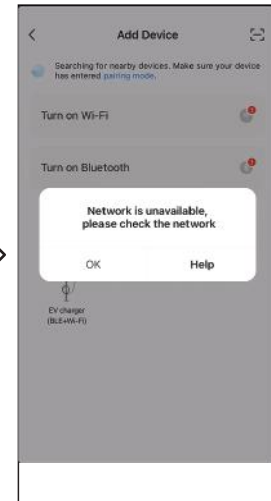 Add Device
Searching for nearby devices. Make sure your device
has entered pairing mode.
Turn on Wi-Fi
Turn on Bluetooth
Network is unavailable,
please check the network
OK
Help
EV charger
(BLE+Wi-Fi)